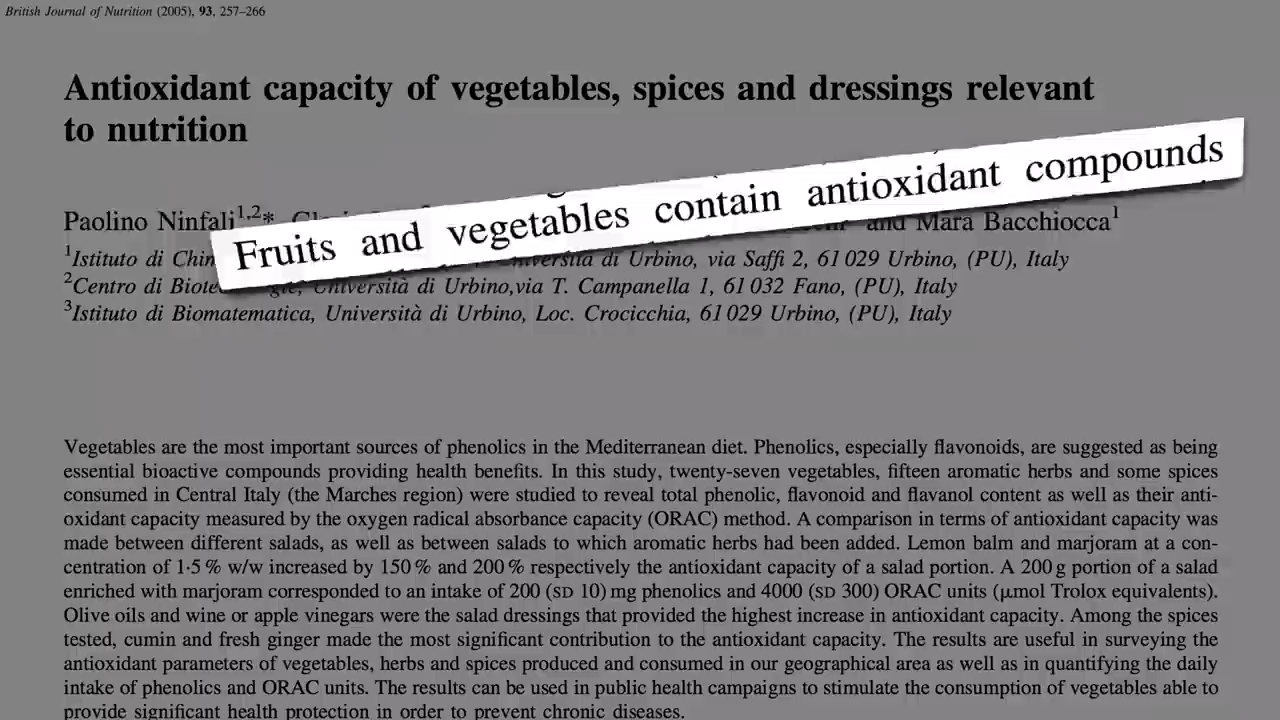 British Journal of Nutrition (2005), 93, 257–266
Antioxidant capacity of vegetables, spices and dressings relevant
to nutrition
Fruits and vegetables contain antioxidant compounds
Paolino Ninfali1,2*, and Mara Bacchiocca1
1Istituto di Università di Urbino, via Saffi 2, 61 029 Urbino, (PU), Italy
2Centro di Università di Urbino,via T. Campanella 1, 61 032 Fano, (PU), Italy
3Istituto di Biomatematica, Università di Urbino, Loc. Crocicchia, 61 029 Urbino, (PU), Italy
Vegetables are the most important sources of phenolics in the Mediterranean diet. Phenolics, especially flavonoids, are suggested as being
essential bioactive compounds providing health benefits. In this study, twenty-seven vegetables, fifteen aromatic herbs and some spices
consumed in Central Italy (the Marches region) were studied to reveal total phenolic, flavonoid and flavanol content as well as their anti-
oxidant capacity measured by the oxygen radical absorbance capacity (ORAC) method. A comparison in terms of antioxidant capacity was
made between different salads, as well as between salads to which aromatic herbs had been added. Lemon balm and marjoram at a con-
centration of 1·5 % w/w increased by 150 % and 200 % respectively the antioxidant capacity of a salad portion. A 200 g portion of a salad
enriched with marjoram corresponded to an intake of 200 (SD 10) mg phenolics and 4000 (SD 300) ORAC units (μmol Trolox equivalents).
Olive oils and wine or apple vinegars were the salad dressings that provided the highest increase in antioxidant capacity. Among the spices
tested, cumin and fresh ginger made the most significant contribution to the antioxidant capacity. The results are useful in surveying the
antioxidant parameters of vegetables, herbs and spices produced and consumed in our geographical area as well as in quantifying the daily
intake of phenolics and ORAC units. The results can be used in public health campaigns to stimulate the consumption of vegetables able to
provide significant health protection in order to prevent chronic diseases.